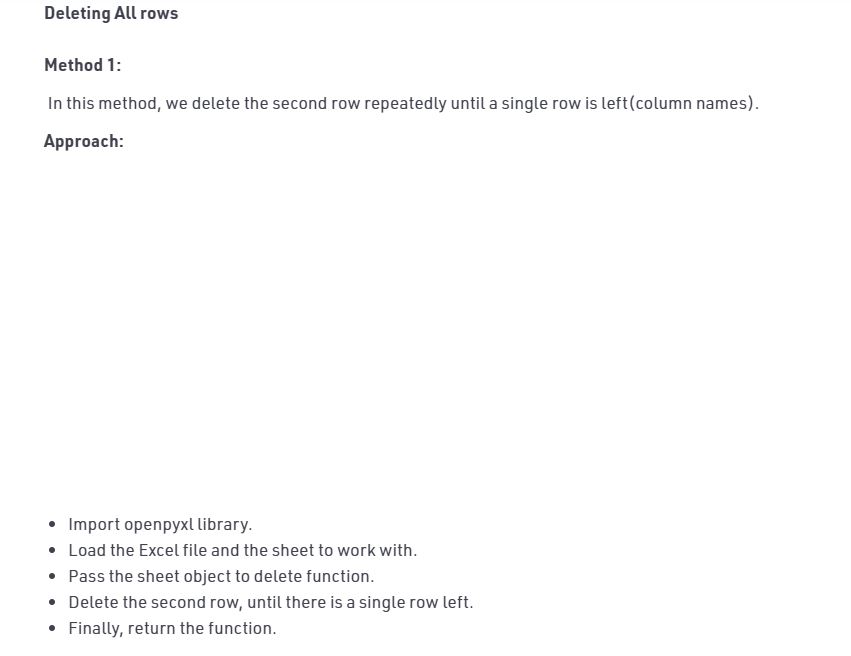 Deleting All rows
Method 1:
In this method, we delete the second row repeatedly until a single row is left(column names).
Approach:
• Import openpyxl library.
• Load the Excel file and the sheet to work with.
• Pass the sheet object to delete function.
• Delete the second row, until there is a single row left.
• Finally, return the function.